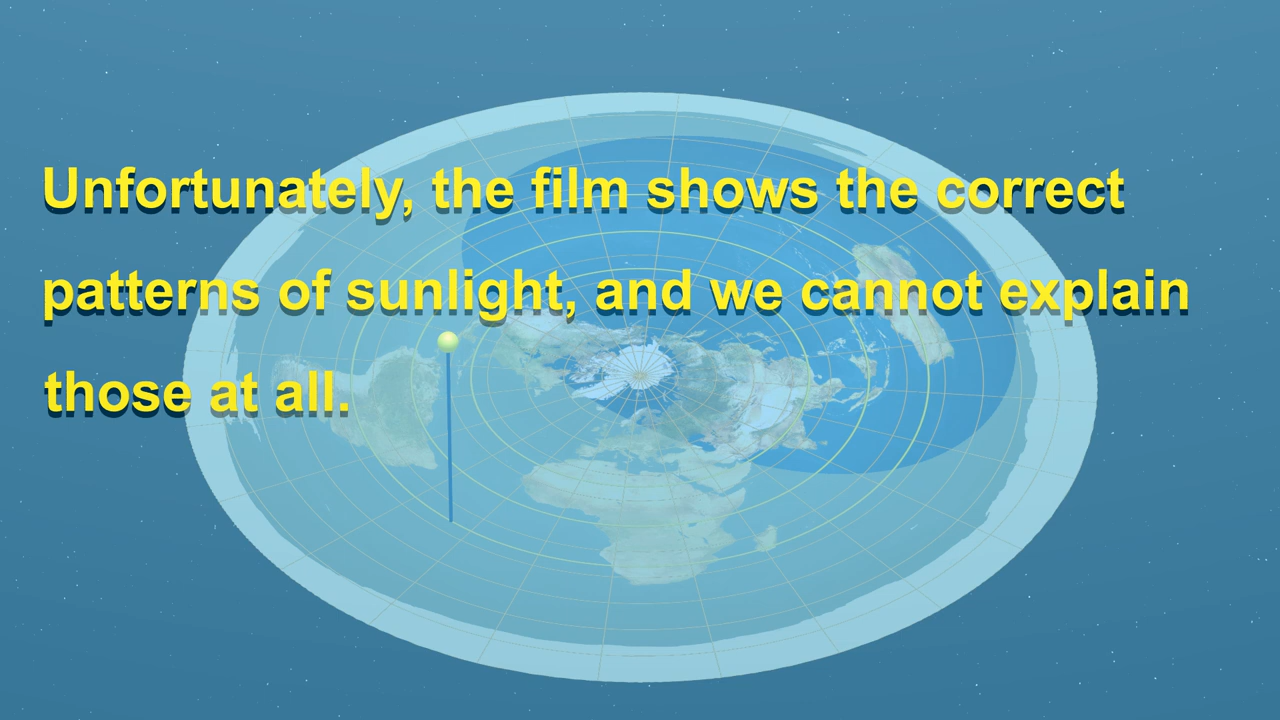 Unfortunately, the film shows the correct
patterns of sunlight, and we cannot explain
those at all.